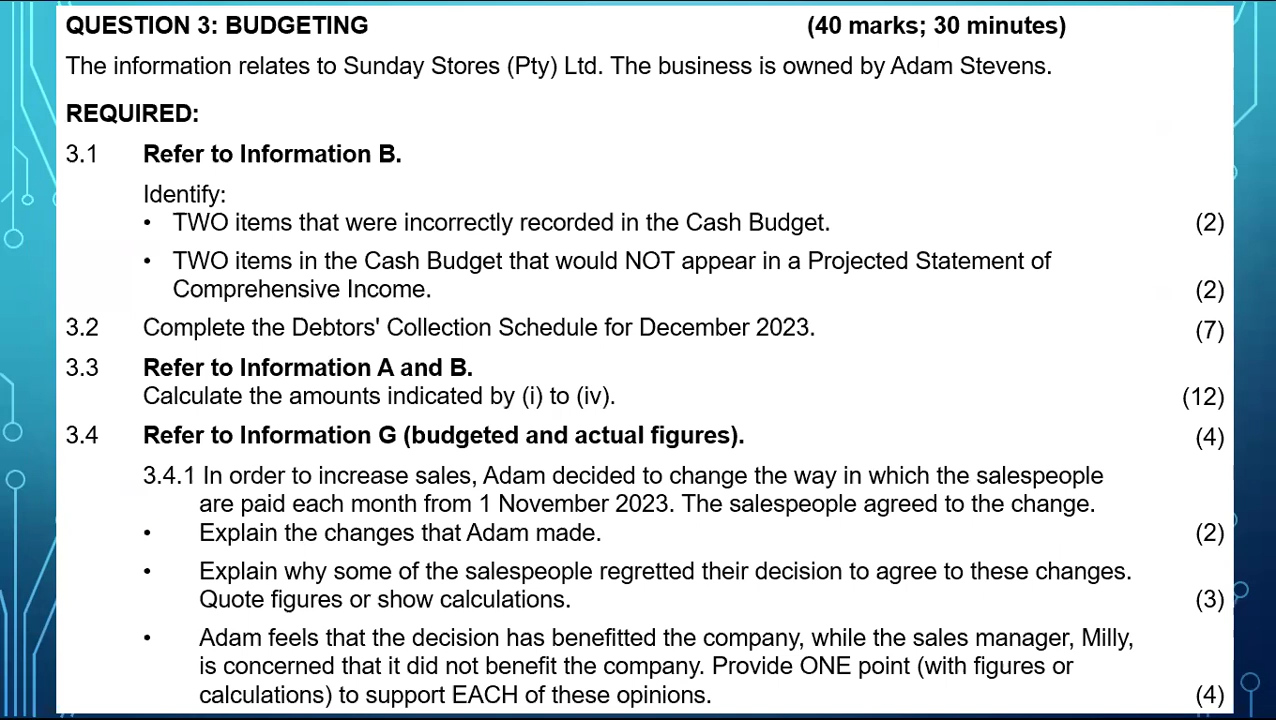 QUESTION 3: BUDGETING (40 marks; 30 minutes)
The information relates to Sunday Stores (Pty) Ltd. The business is owned by Adam Stevens.
REQUIRED:
3.1 Refer to Information B.
Identify:
• TWO items that were incorrectly recorded in the Cash Budget. (2)
• TWO items in the Cash Budget that would NOT appear in a Projected Statement of
Comprehensive Income. (2)
3.2 Complete the Debtors' Collection Schedule for December 2023. (7)
3.3 Refer to Information A and B.
Calculate the amounts indicated by (i) to (iv). (12)
3.4 Refer to Information G (budgeted and actual figures). (4)
3.4.1 In order to increase sales, Adam decided to change the way in which the salespeople
are paid each month from 1 November 2023. The salespeople agreed to the change.
• Explain the changes that Adam made. (2)
• Explain why some of the salespeople regretted their decision to agree to these changes.
Quote figures or show calculations. (3)
• Adam feels that the decision has benefitted the company, while the sales manager, Milly,
is concerned that it did not benefit the company. Provide ONE point (with figures or
calculations) to support EACH of these opinions. (4)